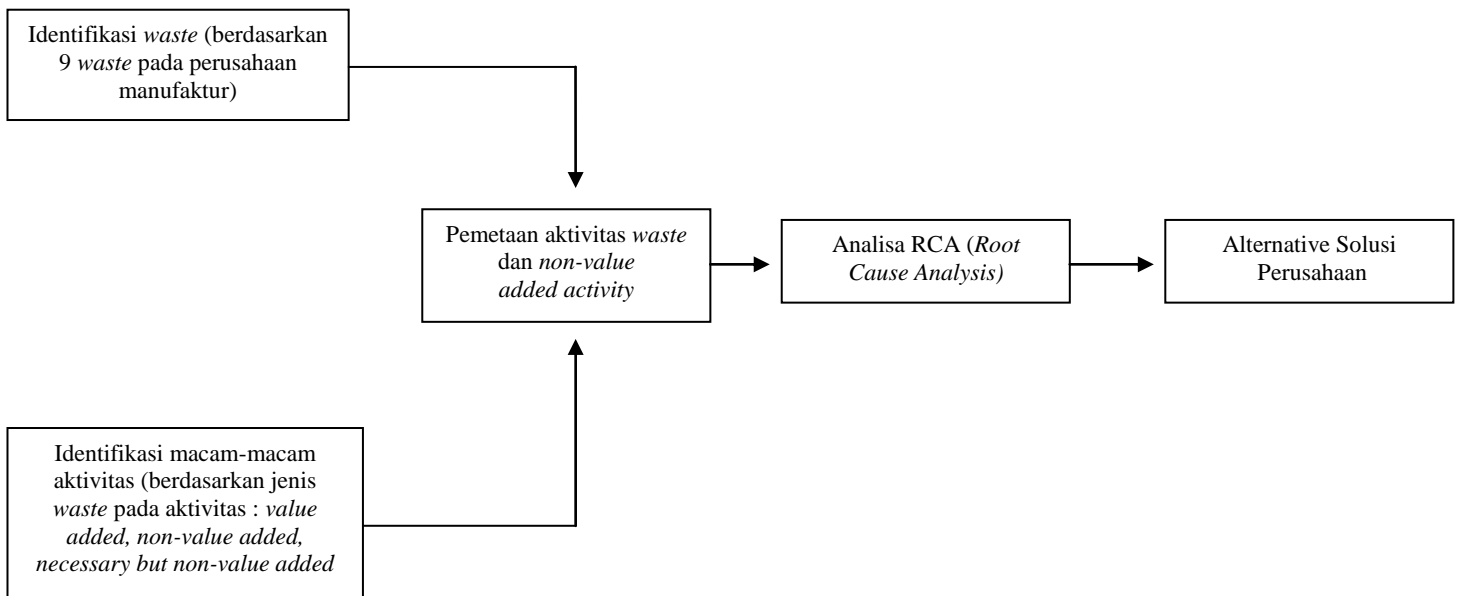 Identifikasi waste (berdasarkan
9 waste pada perusahaan
manufaktur)
Pemetaan aktivitas waste
dan non-value
added activity
Analisa RCA (Root
Cause Analysis)
Alternative Solusi
Perusahaan
Identifikasi macam-macam
aktivitas (berdasarkan jenis
waste pada aktivitas : value
added, non-value added,
necessary but non-value added